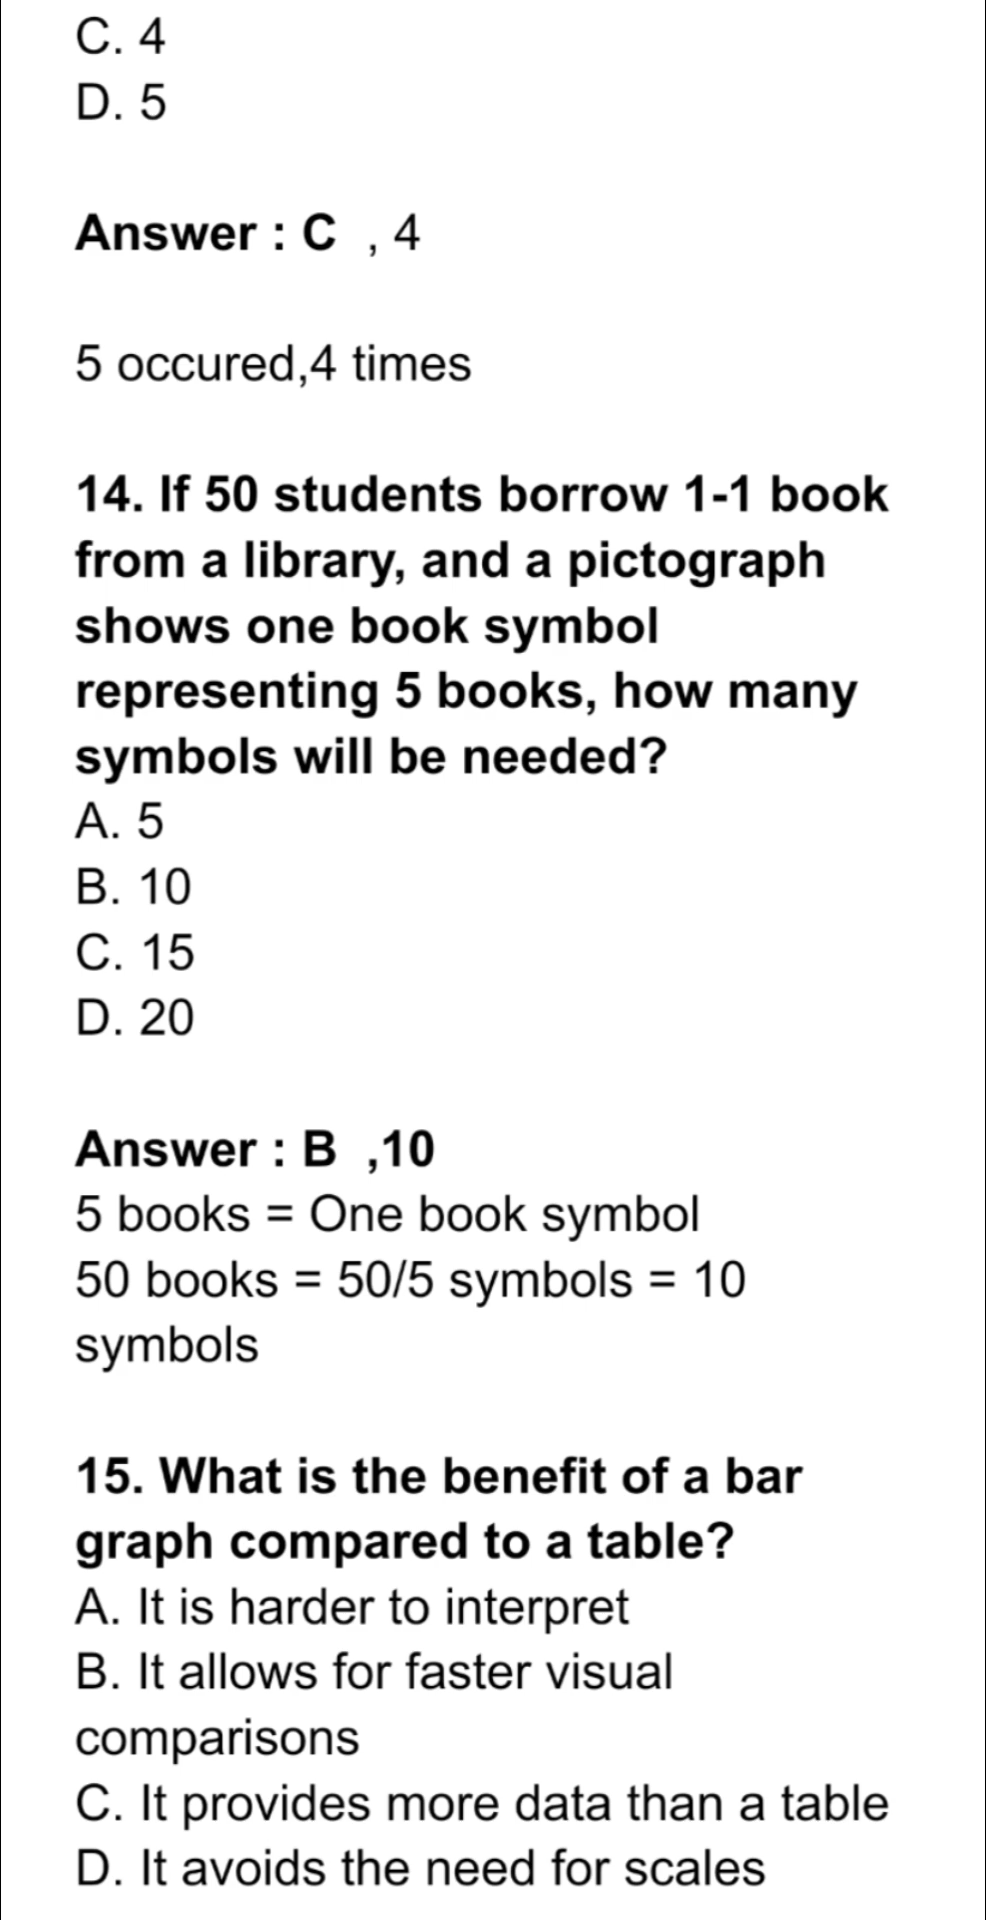 C. 4
D. 5
Answer : C , 4
5 occured,4 times
14. If 50 students borrow 1-1 book
from a library, and a pictograph
shows one book symbol
representing 5 books, how many
symbols will be needed?
A. 5
B. 10
C. 15
D. 20
Answer : B ,10
5 books = One book symbol
50 books = 50/5 symbols = 10
symbols
15. What is the benefit of a bar
graph compared to a table?
A. It is harder to interpret
B. It allows for faster visual
comparisons
C. It provides more data than a table
D. It avoids the need for scales